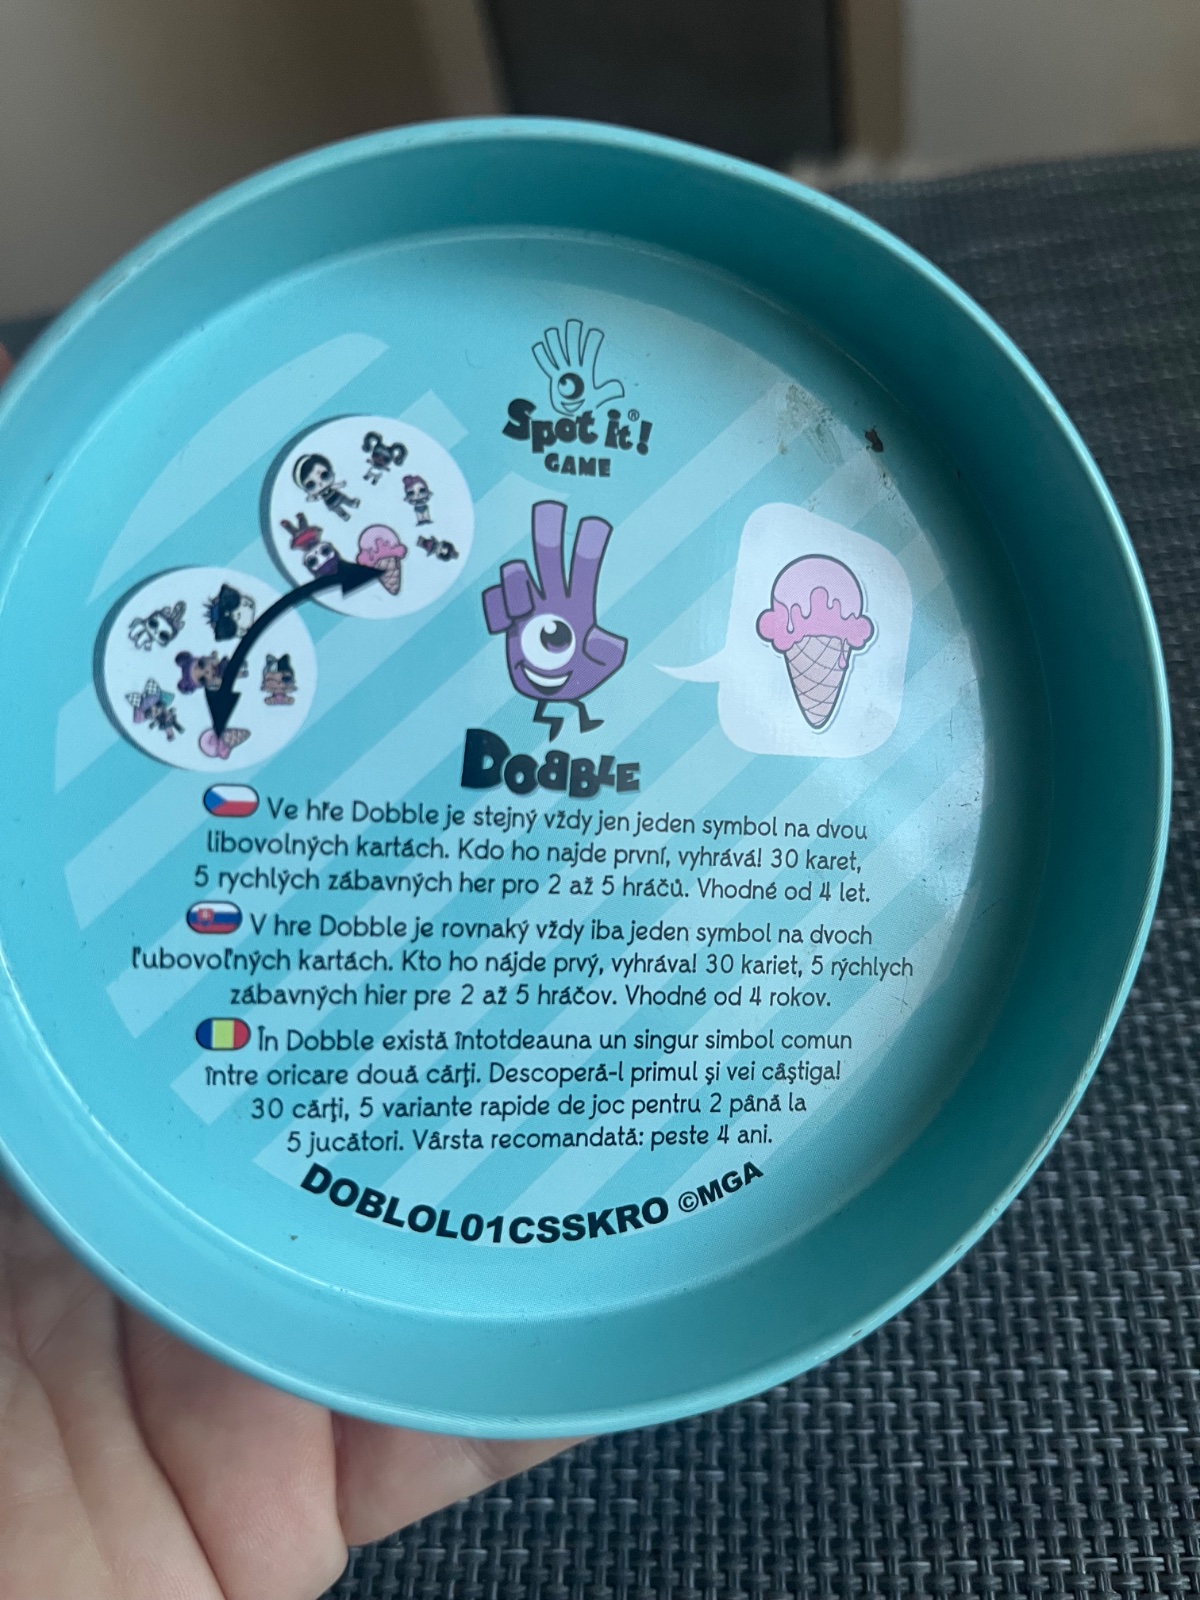 Spot it!®
GAME
DOBBLE
Ve hře Dobble je stejný vždy jen jeden symbol na dvou
libovolných kartách. Kdo ho najde první, vyhrává! 30 karet,
5 rychlých zábavných her pro 2 až 5 hráčů. Vhodné od 4 let.
V hre Dobble je rovnaký vždy iba jeden symbol na dvoch
ľubovoľných kartách. Kto ho nájde prvý, vyhráva! 30 kariet, 5 rýchlych
zábavných hier pre 2 až 5 hráčov. Vhodné od 4 rokov.
În Dobble există întotdeauna un singur simbol comun
între oricare două cărţi. Descoperă-l primul şi vei câştiga!
30 cărţi, 5 variante rapide de joc pentru 2 până la
5 jucători. Vârsta recomandată: peste 4 ani.
DOBLOL01CSSKRO ©MGA